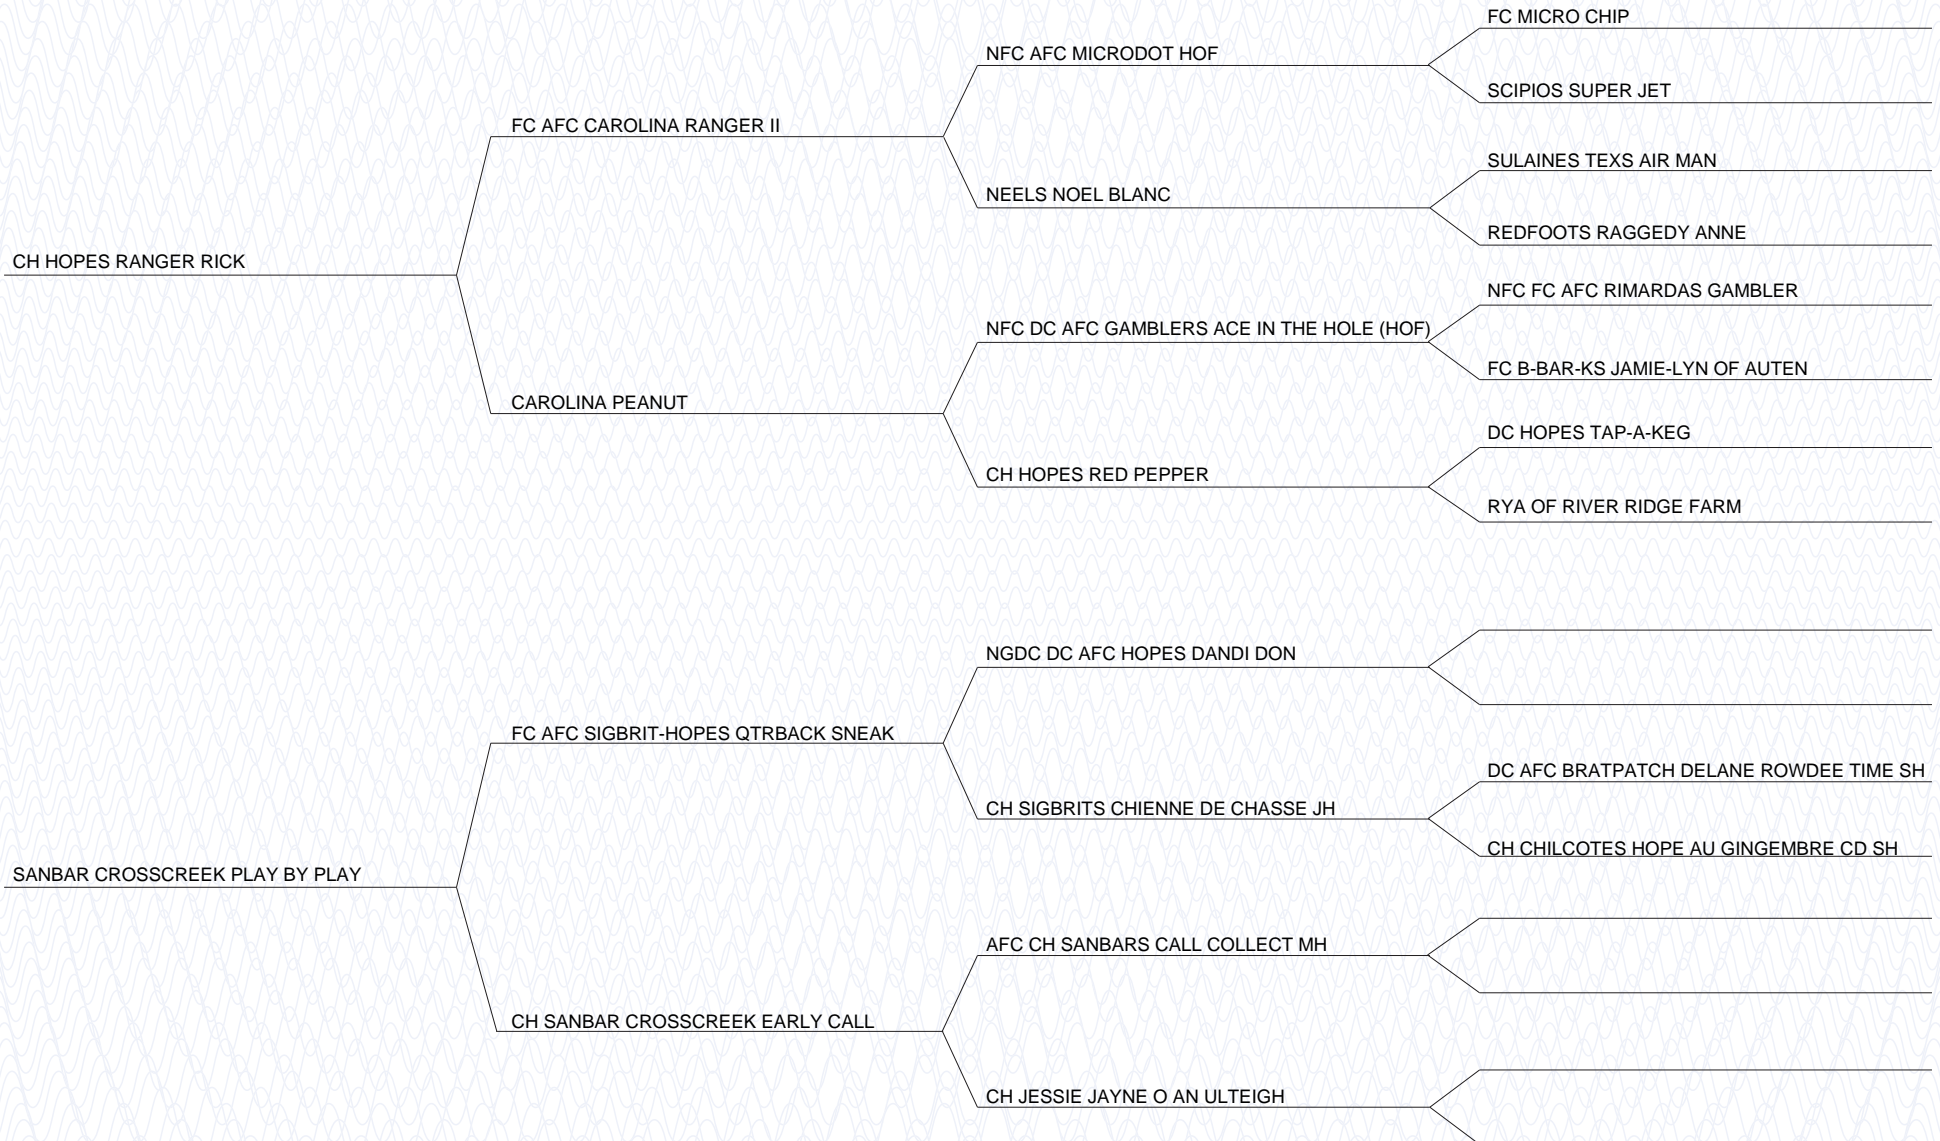 FC MICRO CHIP
NFC AFC MICRODOT HOF
SCIPIOS SUPER JET
FC AFC CAROLINA RANGER II
SULAINES TEXS AIR MAN
NEELS NOEL BLANC
REDFOOTS RAGGEDY ANNE
CH HOPES RANGER RICK
NFC FC AFC RIMARDAS GAMBLER
NFC DC AFC GAMBLERS ACE IN THE HOLE (HOF)
FC B-BAR-KS JAMIE-LYN OF AUTEN
CAROLINA PEANUT
DC HOPES TAP-A-KEG
CH HOPES RED PEPPER
RYA OF RIVER RIDGE FARM
NGDC DC AFC HOPES DANDI DON
FC AFC SIGBRIT-HOPES QTRBACK SNEAK
DC AFC BRATPATCH DELANE ROWDEE TIME SH
CH SIGBRITS CHIENNE DE CHASSE JH
CH CHILCOTES HOPE AU GINGEMBRE CD SH
SANBAR CROSSCREEK PLAY BY PLAY
AFC CH SANBARS CALL COLLECT MH
CH SANBAR CROSSCREEK EARLY CALL
CH JESSIE JAYNE O AN ULTEIGH